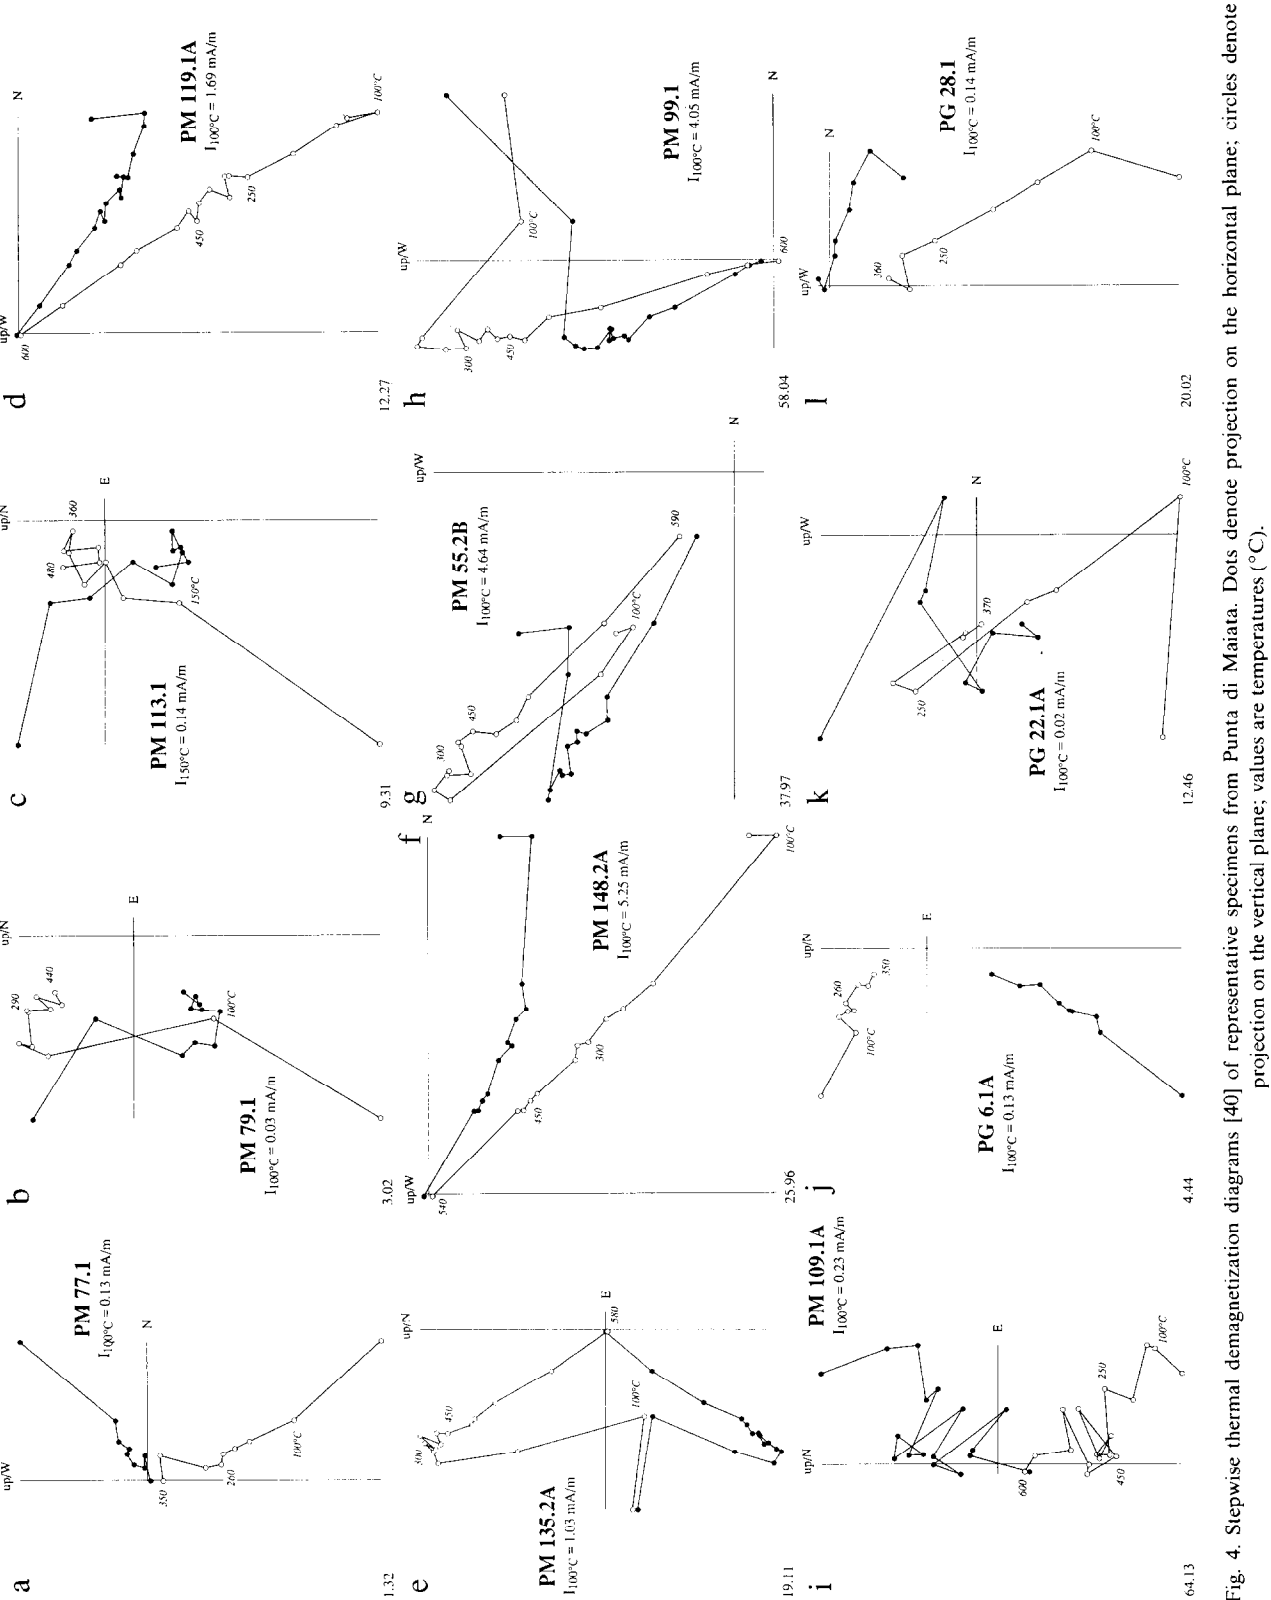 a
up/W
N
PM 77.1
I100°C = 0.13 mA/m
100°C
260
350
1.32
b
up/N
E
PM 79.1
I100°C = 0.03 mA/m
290
440
100°C
3.02
c
up/N
E
PM 113.1
I150°C = 0.14 mA/m
360
480
150°C
9.31
d
up/W
N
PM 119.1A
I100°C = 1.69 mA/m
100°C
250
450
600
12.27
e
up/N
E
PM 135.2A
I100°C = 1.03 mA/m
300
450
100°C
580
19.11
f
up/W
N
PM 148.2A
I100°C = 5.25 mA/m
100°C
300
450
540
25.96
g
up/W
N
PM 55.2B
I100°C = 4.64 mA/m
300
450
590
100°C
37.97
h
up/W
N
PM 99.1
I100°C = 4.05 mA/m
100°C
300
450
600
58.04
i
up/N
E
PM 109.1A
I100°C = 0.23 mA/m
100°C
250
450
600
64.13
j
up/N
E
PG 6.1A
I100°C = 0.13 mA/m
100°C
260
350
4.44
k
up/W
N
PG 22.1A
I100°C = 0.02 mA/m
100°C
250
370
12.46
l
up/W
N
PG 28.1
I100°C = 0.14 mA/m
100°C
250
360
20.02
Fig. 4. Stepwise thermal demagnetization diagrams [40] of representative specimens from Punta di Maiata. Dots denote projection on the horizontal plane; circles denote
projection on the vertical plane; values are temperatures (°C).